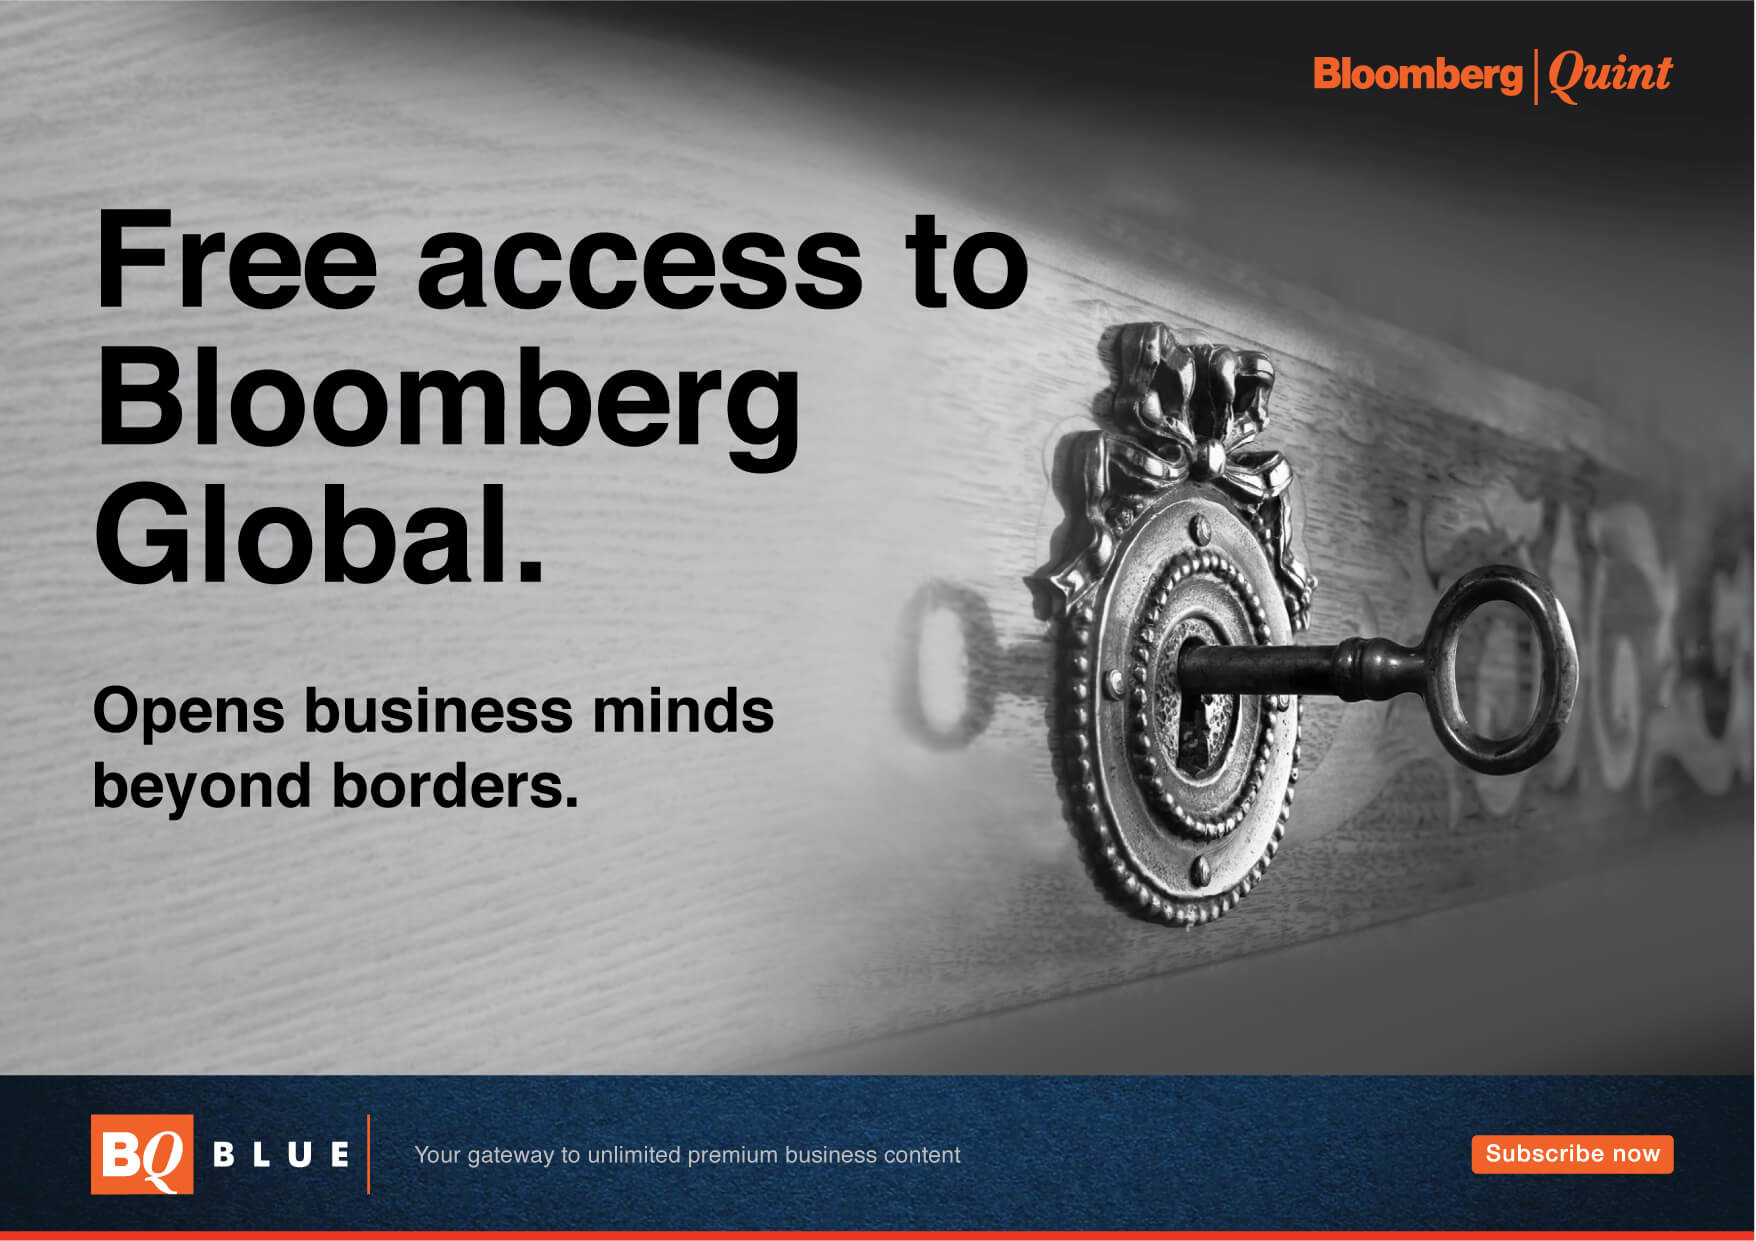 Bloomberg | Quint
Free access to
Bloomberg
Global.
Opens business minds
beyond borders.
BQ BLUE
Your gateway to unlimited premium business content
Subscribe now